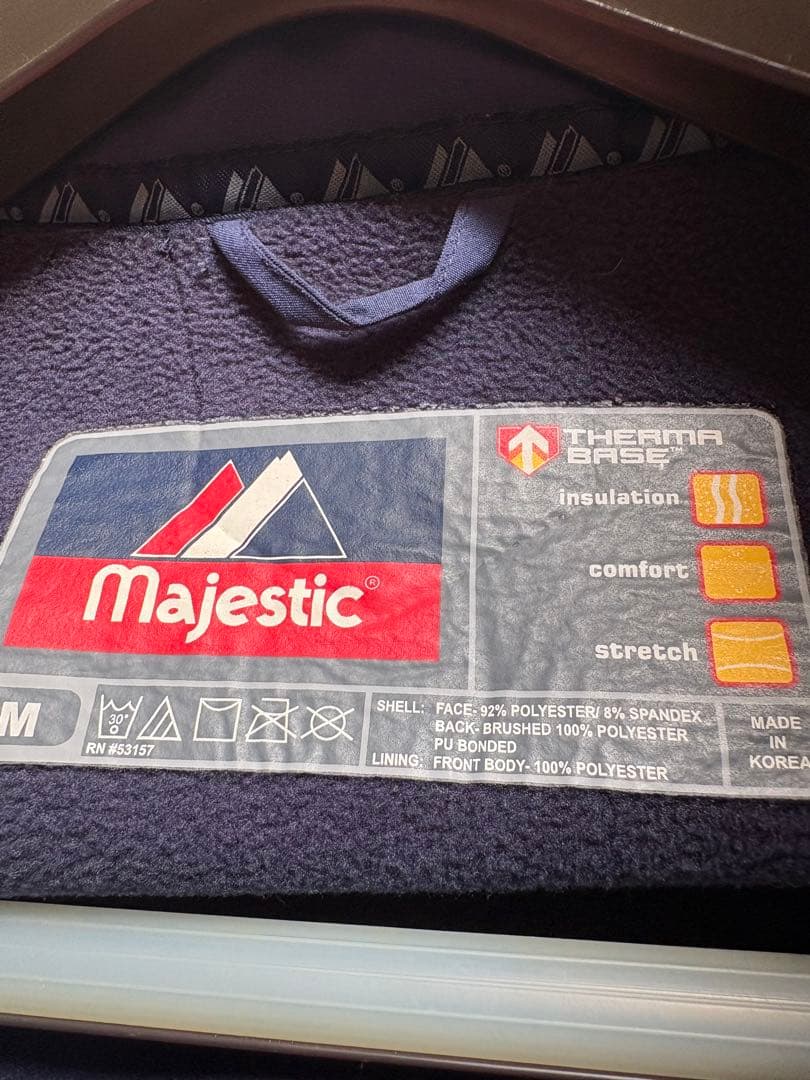 THERMA
BASE™
insulation
comfort
stretch
Majestic®
M
30°
RN #53157
SHELL: FACE- 92% POLYESTER/ 8% SPANDEX
BACK- BRUSHED 100% POLYESTER
PU BONDED
LINING: FRONT BODY- 100% POLYESTER
MADE
IN
KOREA